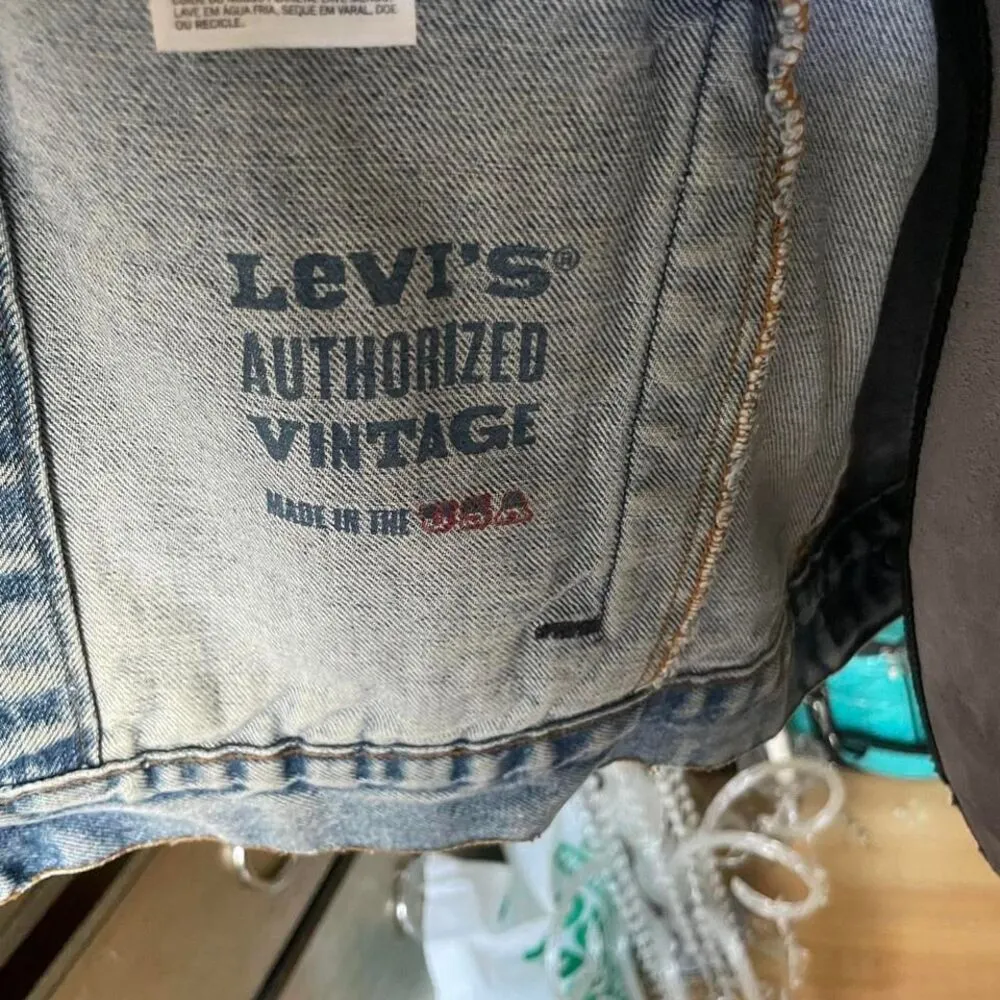 LAVE EM AGUA FRIA, SEQUE EM VARAL, DOE
OU RECICLE.
LEVI'S®
AUTHORIZED
VINTAGE
MADE IN THE USA